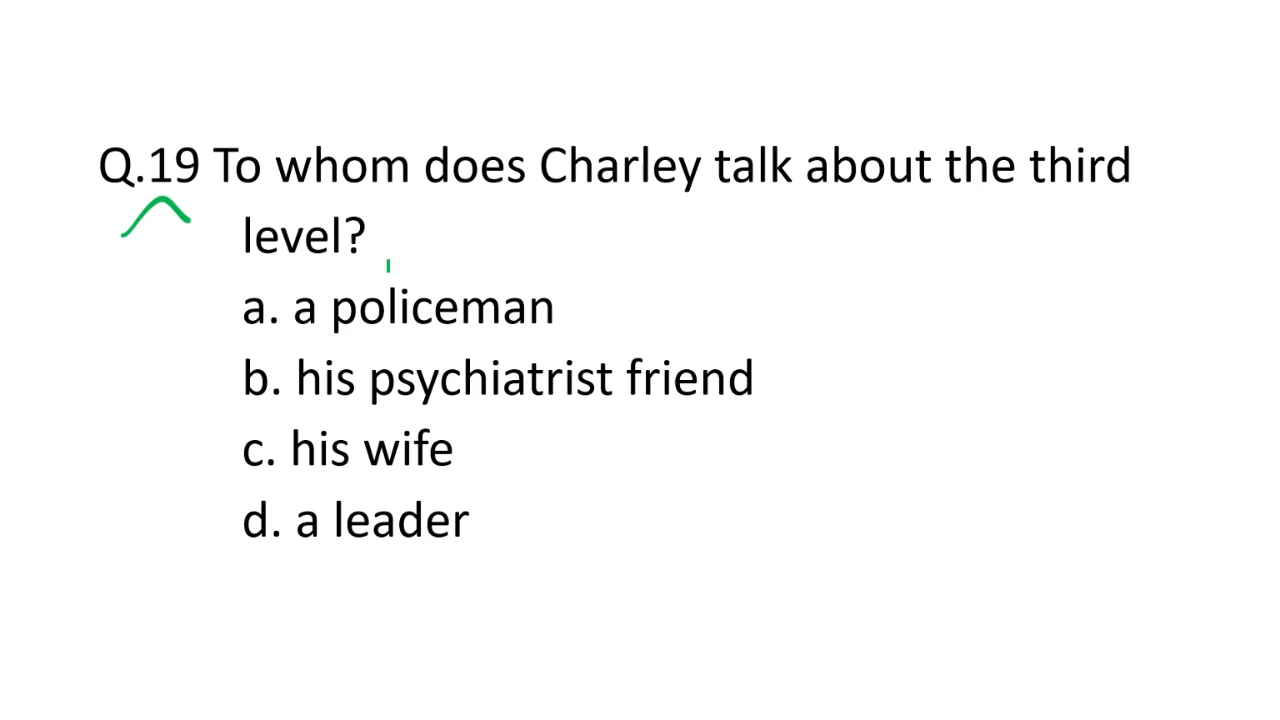 Q.19 To whom does Charley talk about the third
level?
a. a policeman
b. his psychiatrist friend
c. his wife
d. a leader